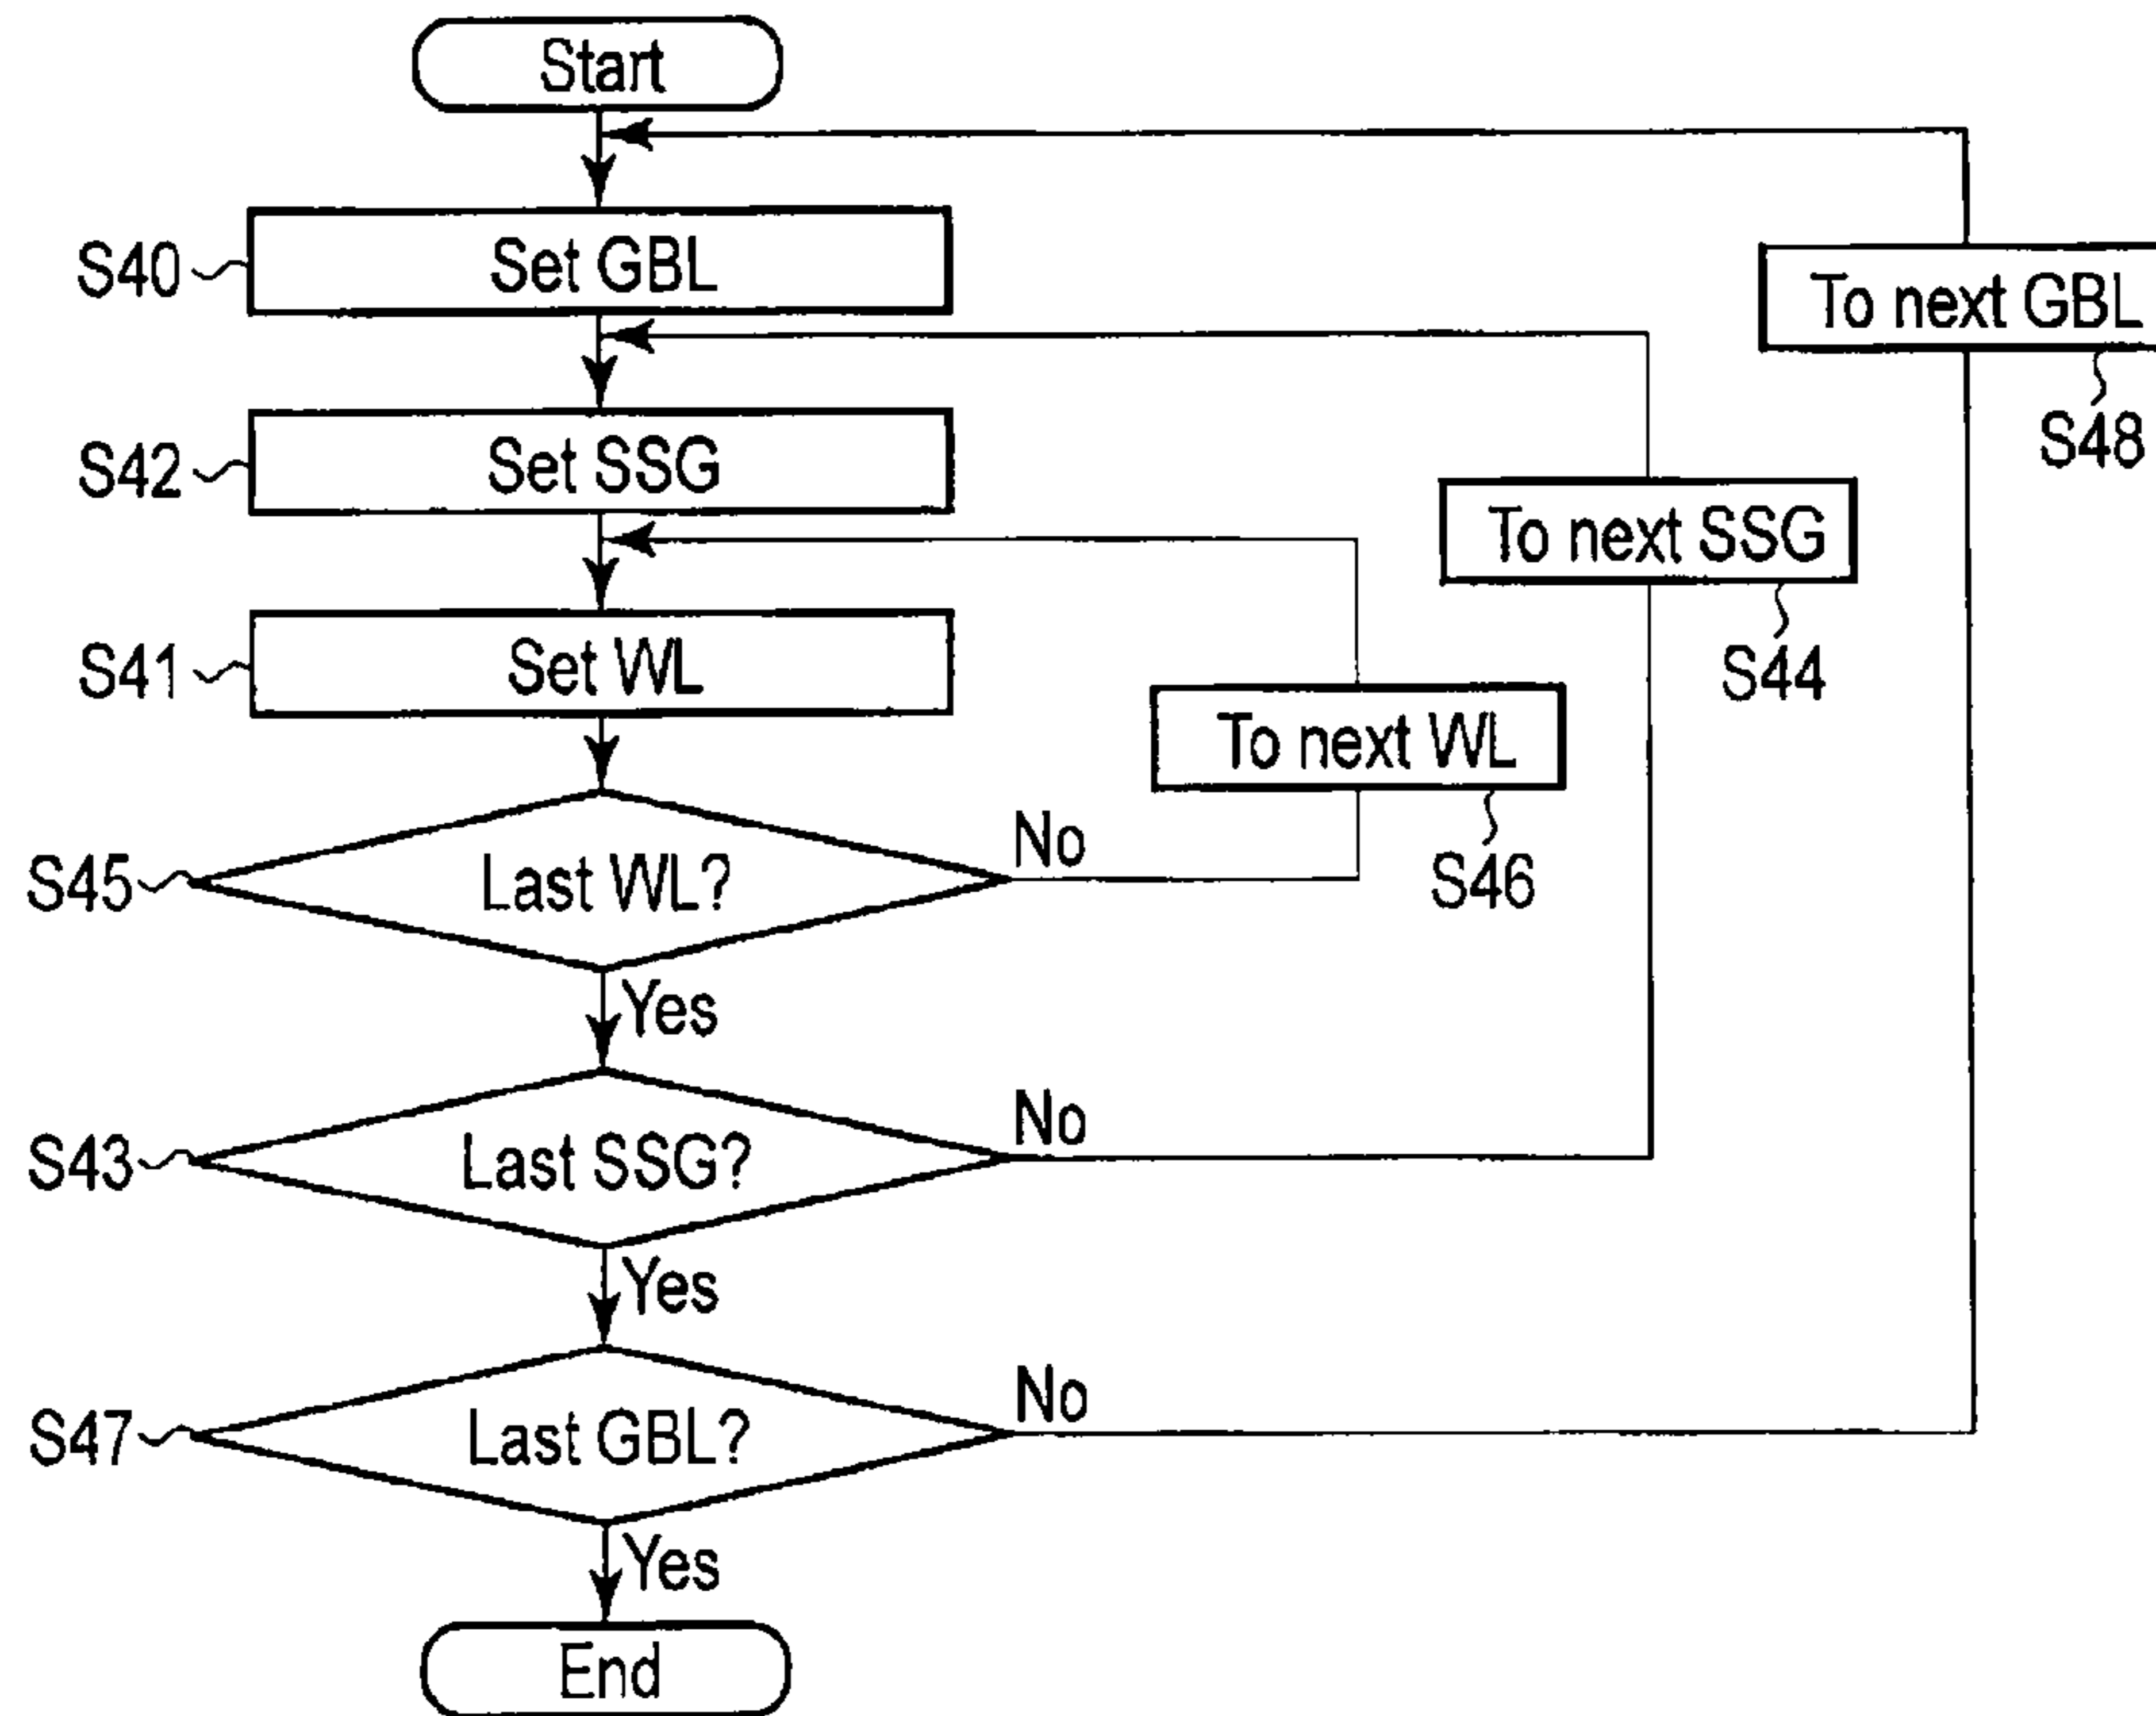 Start
S40
Set GBL
To next GBL
S48
S42
Set SSG
To next SSG
S44
S41
Set WL
To next WL
S46
S45
Last WL?
No
Yes
S43
Last SSG?
No
Yes
S47
Last GBL?
No
Yes
End